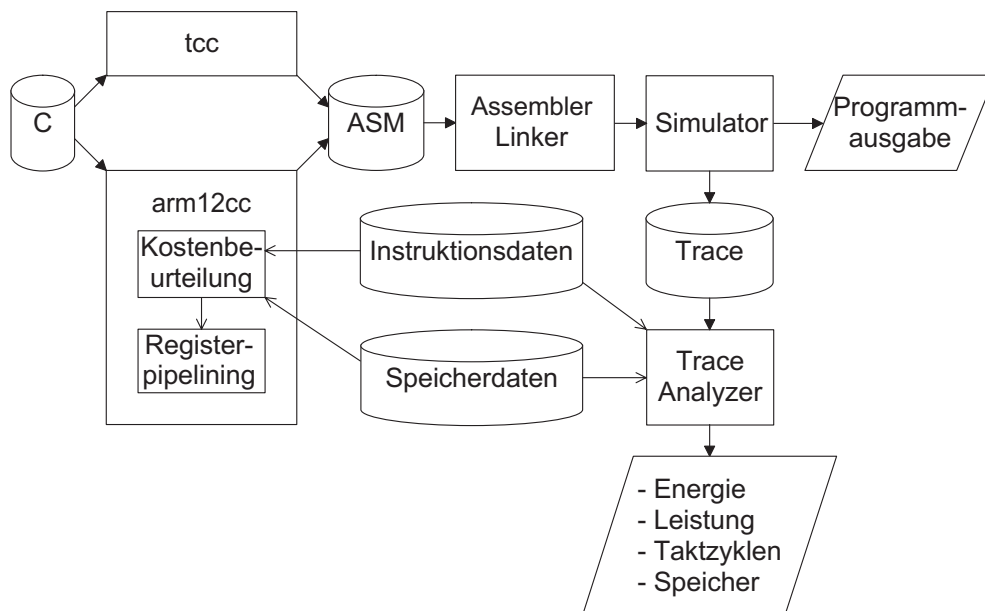 tcc
C
ASM
Assembler
Linker
Simulator
Programm-
ausgabe
arm12cc
Kostenbe-
urteilung
Register-
pipelining
Instruktionsdaten
Speicherdaten
Trace
Trace
Analyzer
- Energie
- Leistung
- Taktzyklen
- Speicher